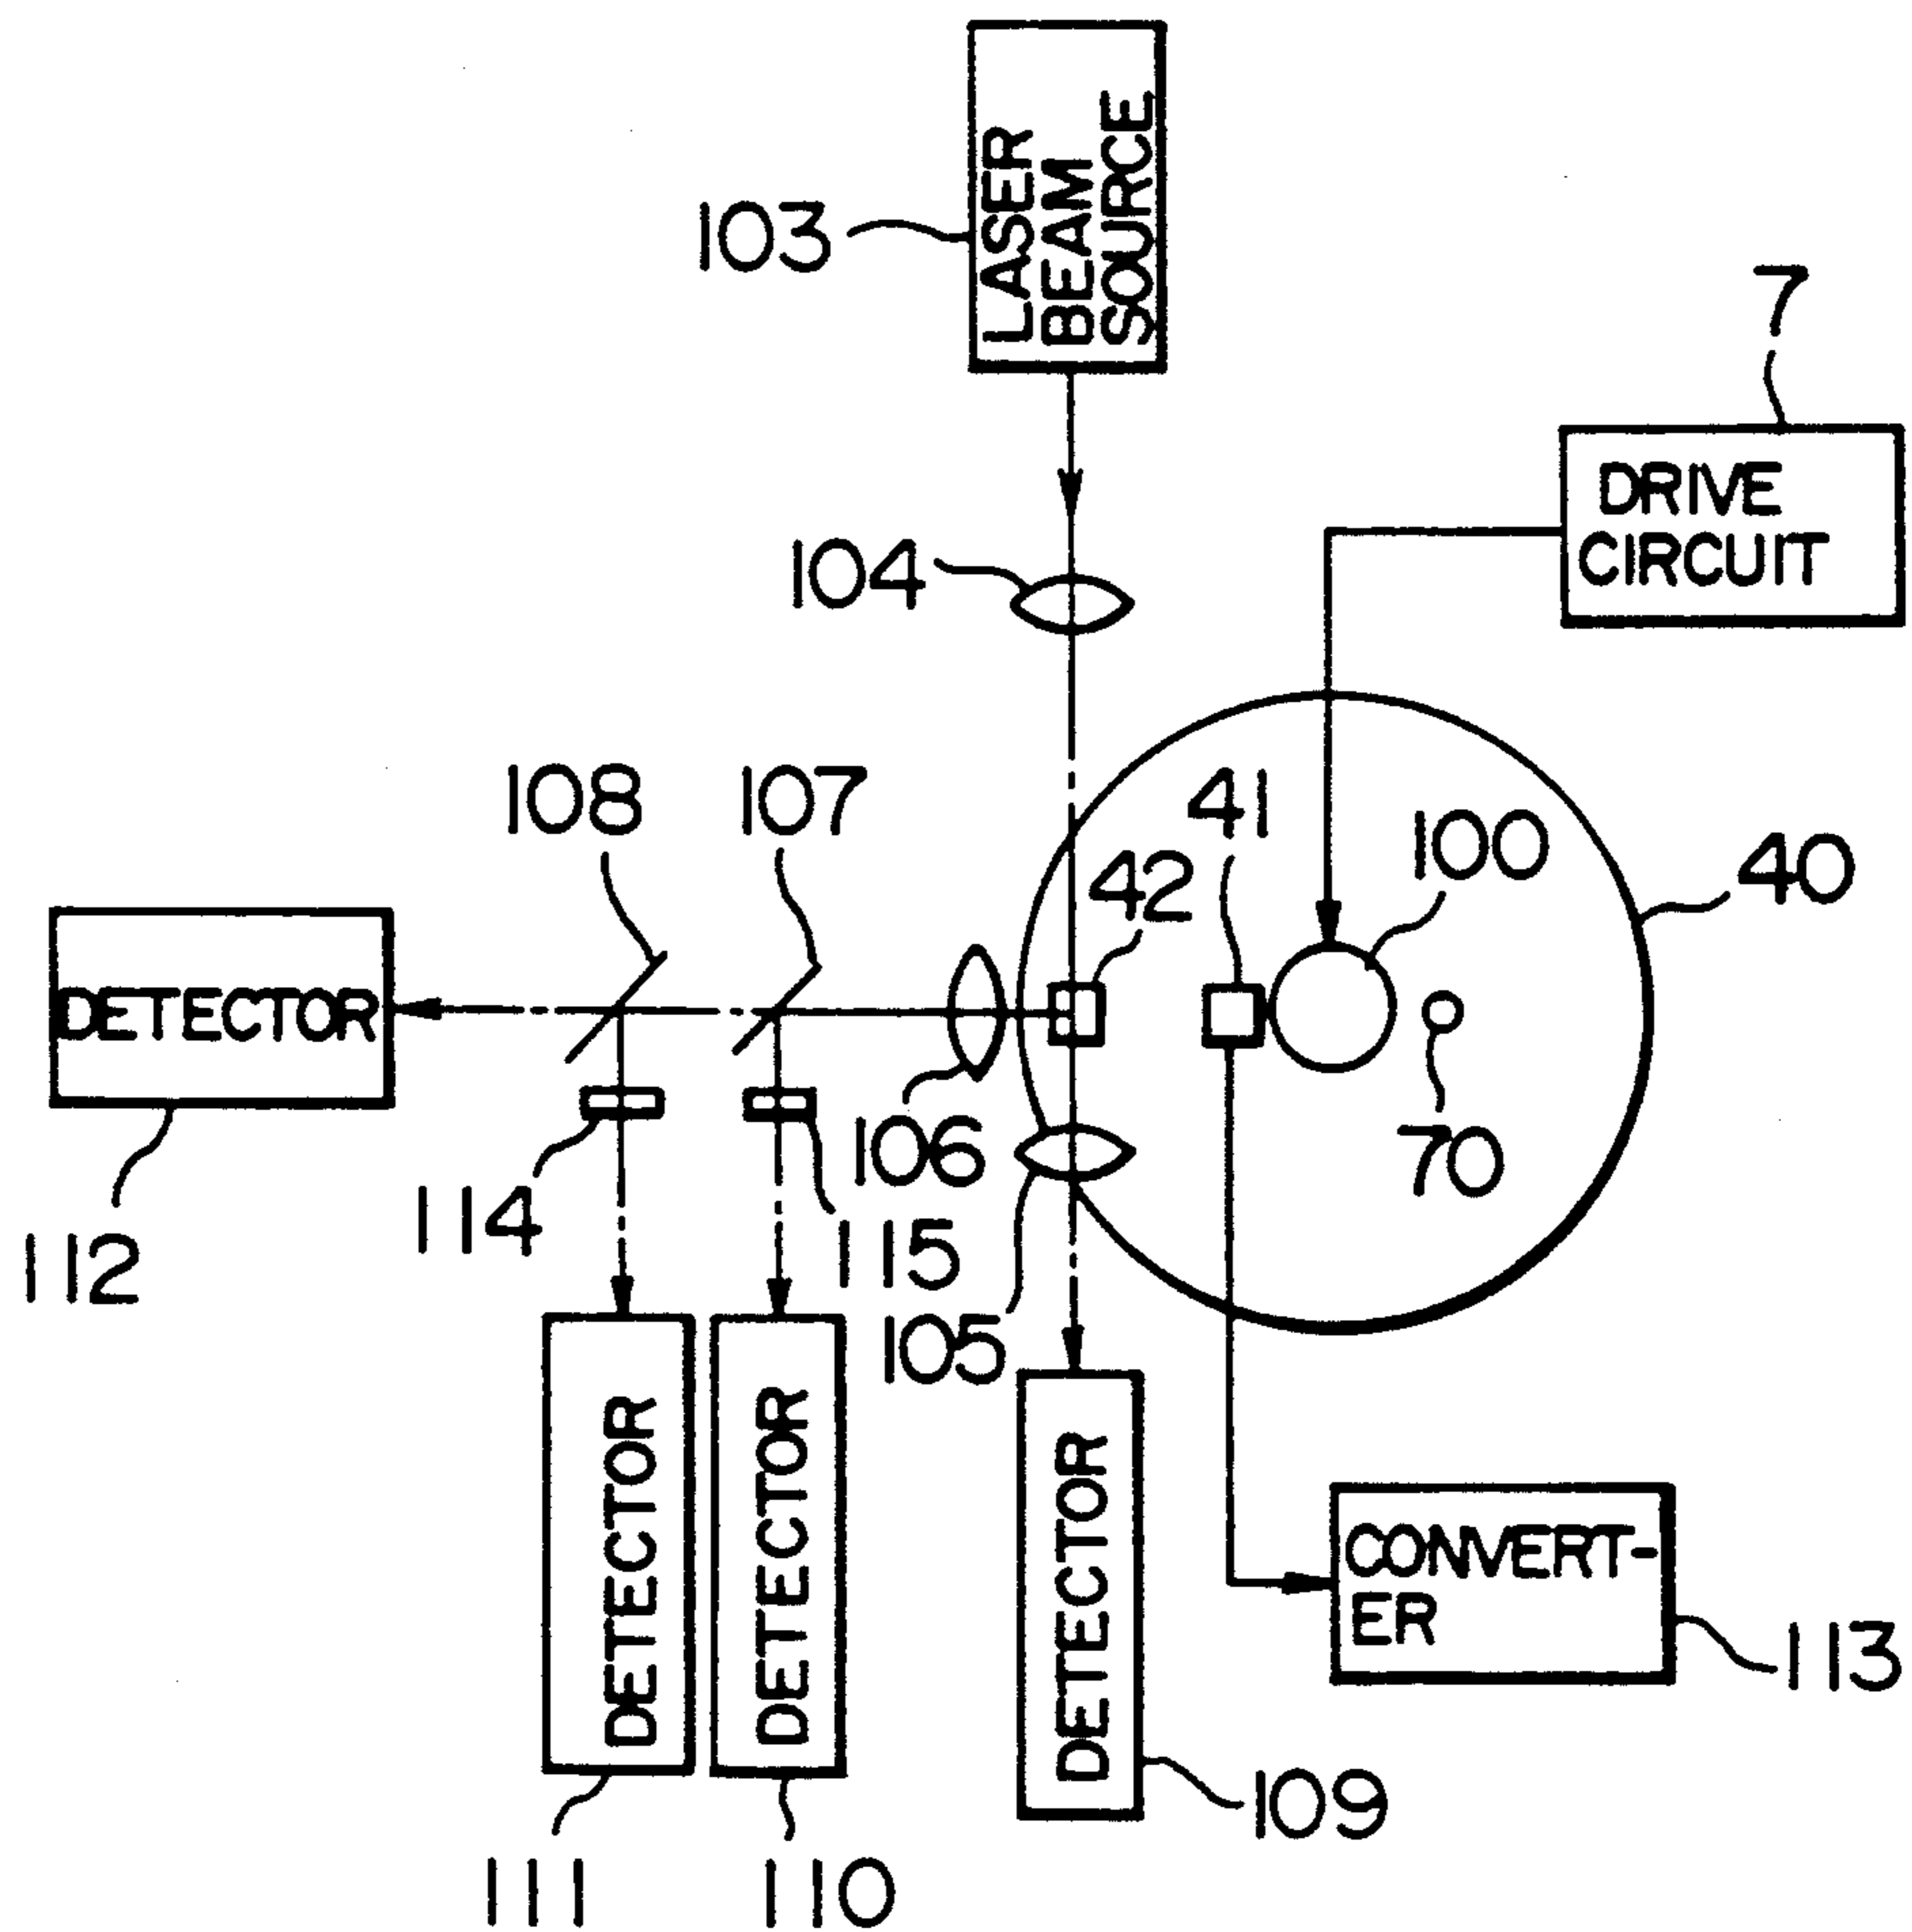 LASER
BEAM
SOURCE
103
7
DRIVE
CIRCUIT
104
108
107
41
100
42
40
DETECTOR
106
70
114
115
112
105
DETECTOR
DETECTOR
DETECTOR
CONVERT-
ER
113
109
111
110